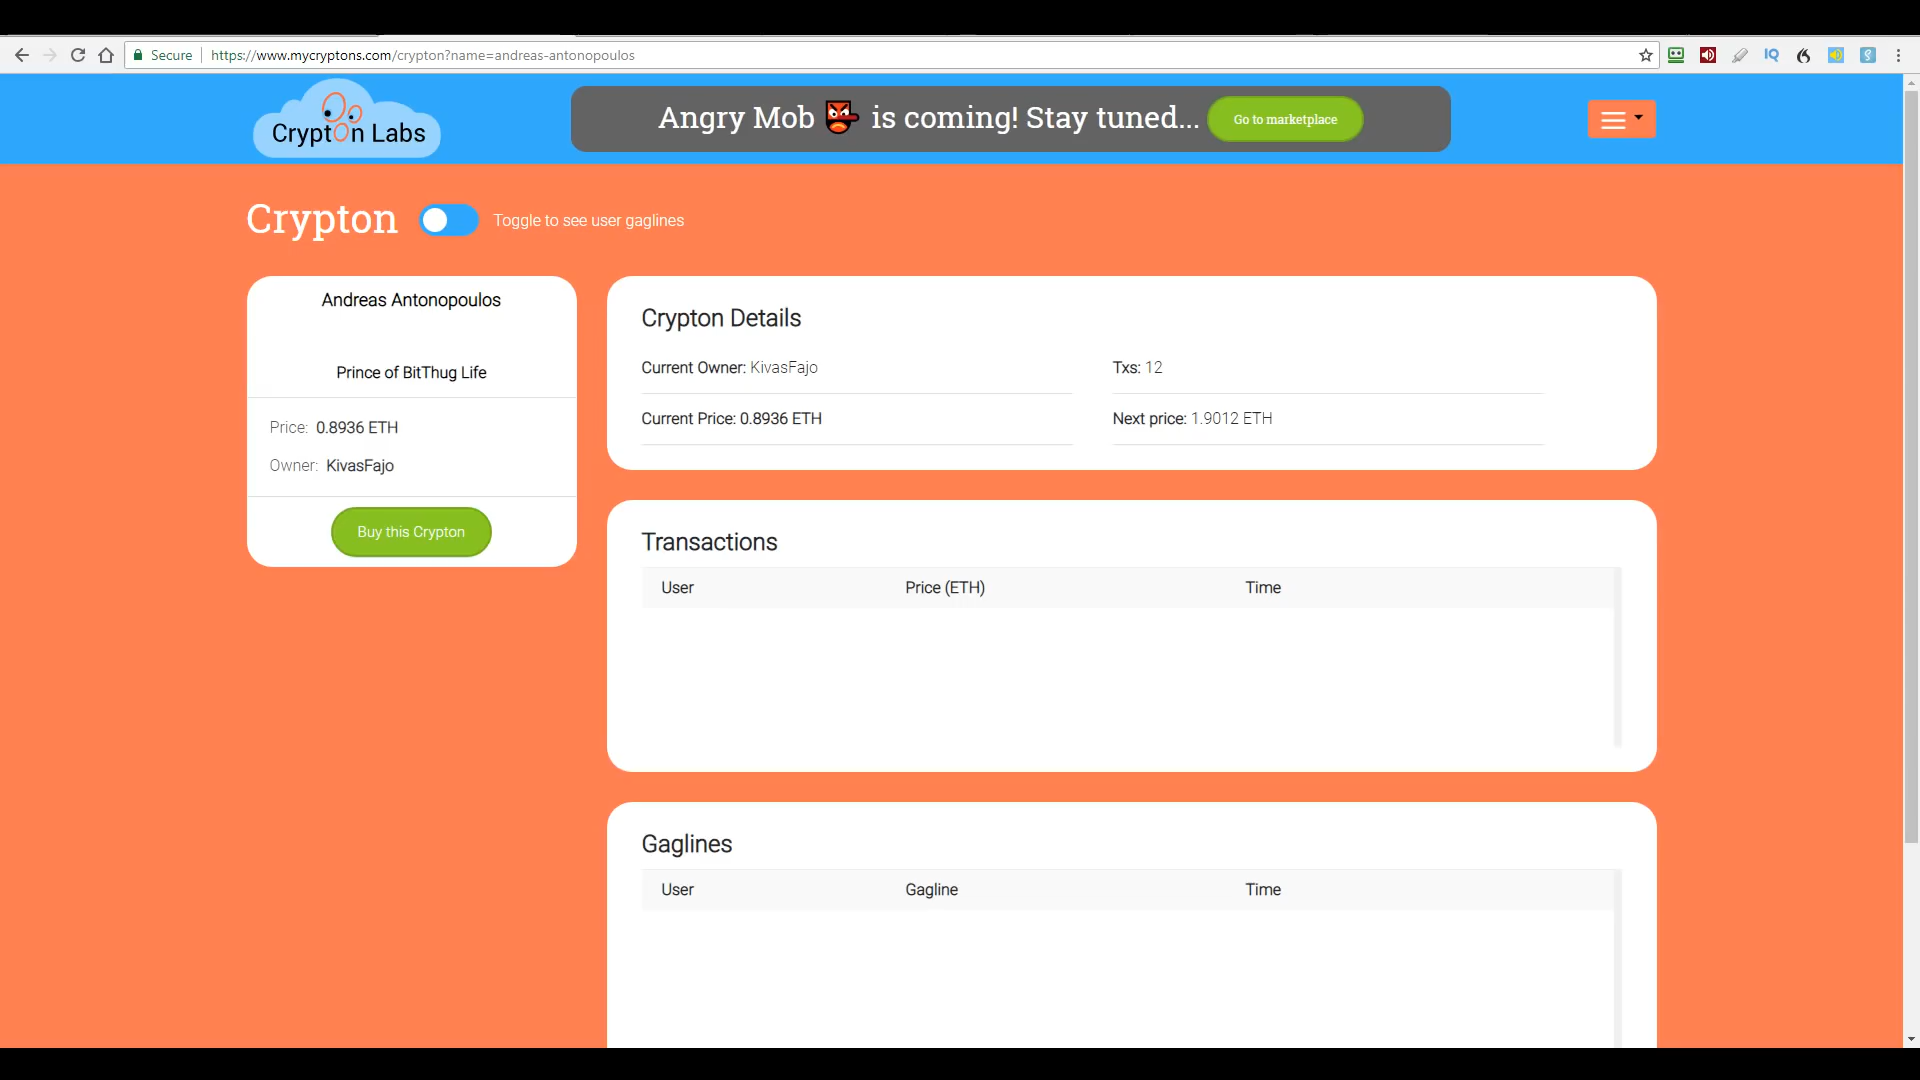 Secure https://www.mycryptons.com/crypton?name=andreas-antonopoulos
IQ
Crypton Labs
Angry Mob is coming! Stay tuned... Go to marketplace
Crypton Toggle to see user gaglines
Andreas Antonopoulos
Prince of BitThug Life
Price: 0.8936 ETH
Owner: KivasFajo
Buy this Crypton
Crypton Details
Current Owner: KivasFajo Txs: 12
Current Price: 0.8936 ETH Next price: 1.9012 ETH
Transactions
User Price (ETH) Time
Gaglines
User Gagline Time